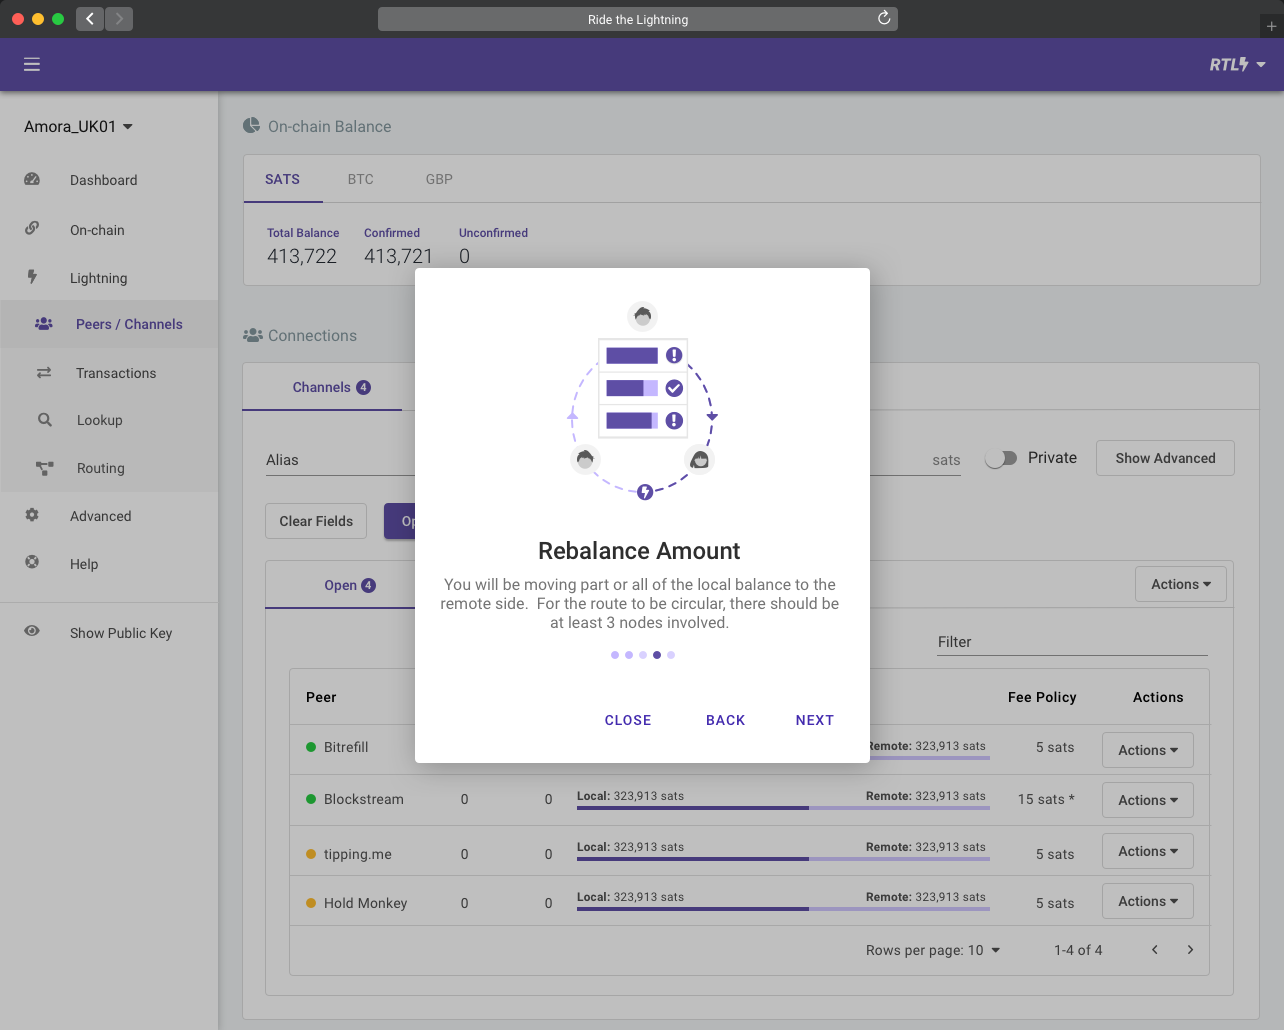 Ride the Lightning
RTL
Amora_UK01
Dashboard
On-chain
Lightning
Peers / Channels
Transactions
Lookup
Routing
Advanced
Help
Show Public Key
On-chain Balance
SATS BTC GBP
Total Balance Confirmed Unconfirmed
413,722 413,721 0
Connections
Channels 4
Alias sats Private Show Advanced
Clear Fields Op
Open 4 Actions
Filter
Peer Fee Policy Actions
Bitrefill Remote: 323,913 sats 5 sats Actions
Blockstream 0 0 Local: 323,913 sats Remote: 323,913 sats 15 sats * Actions
tipping.me 0 0 Local: 323,913 sats Remote: 323,913 sats 5 sats Actions
Hold Monkey 0 0 Local: 323,913 sats Remote: 323,913 sats 5 sats Actions
Rows per page: 10 1-4 of 4
Rebalance Amount
You will be moving part or all of the local balance to the
remote side.  For the route to be circular, there should be
at least 3 nodes involved.
CLOSE BACK NEXT